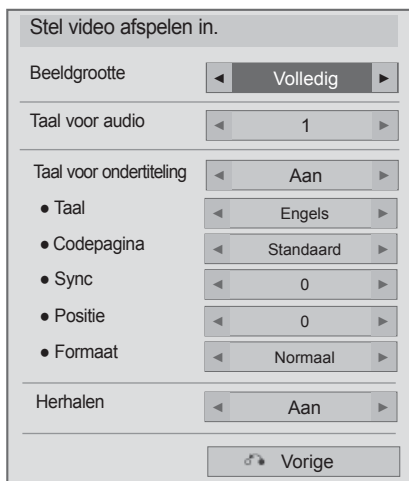 Stel video afspelen in.
Beeldgrootte ◄ Volledig ►
Taal voor audio ◄ 1 ►
Taal voor ondertiteling ◄ Aan ►
● Taal ◄ Engels ►
● Codepagina ◄ Standaard ►
● Sync ◄ 0 ►
● Positie ◄ 0 ►
● Formaat ◄ Normaal ►
Herhalen ◄ Aan ►
Vorige